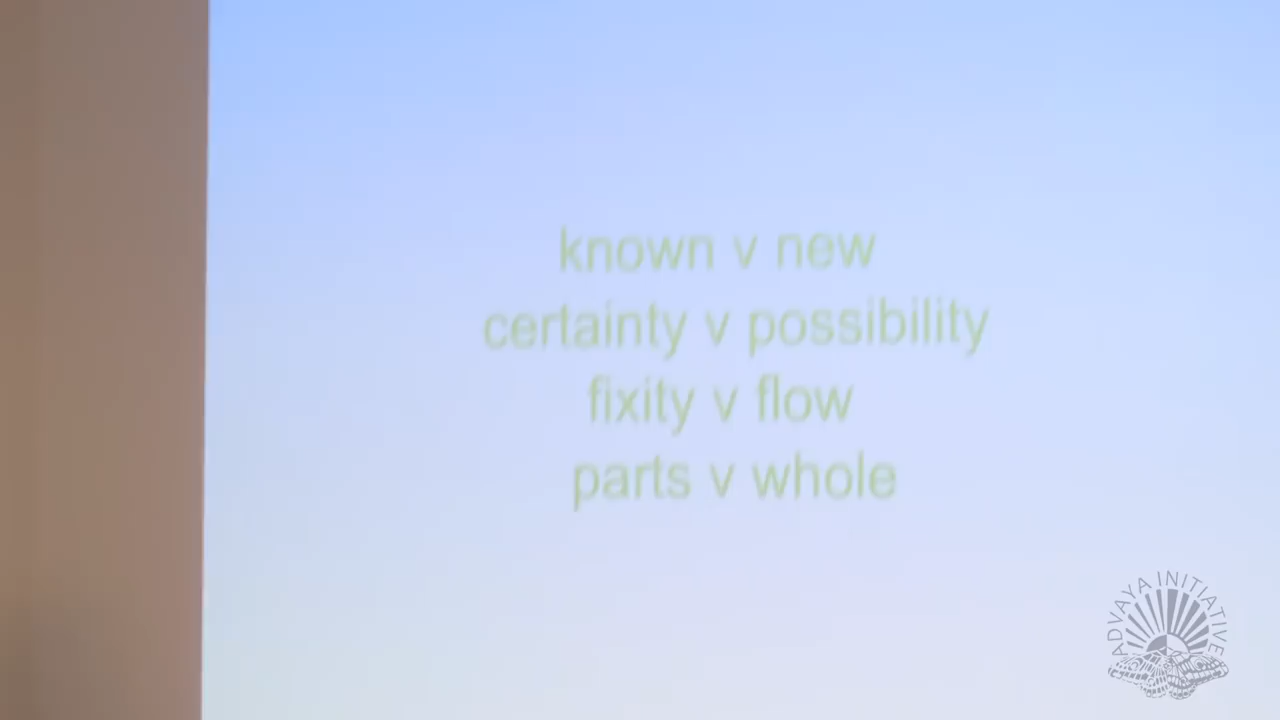 known v new
certainty v possibility
fixity v flow
parts v whole
ADVAYA INITIATIVE